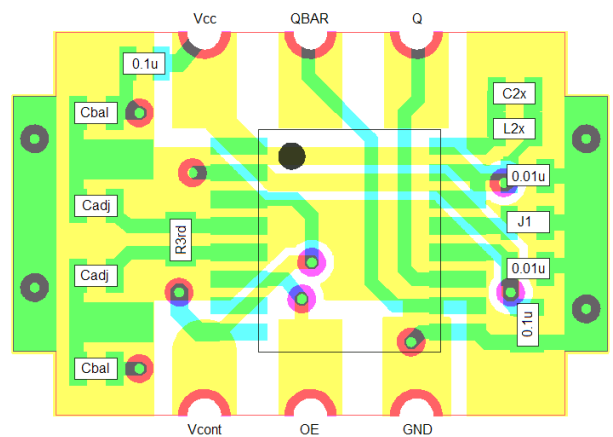 Vcc QBAR Q
0.1u
C2x
Cbal
L2x
0.01u
Cadj
J1
R3rd
Cadj
0.01u
0.1u
Cbal
Vcont OE GND